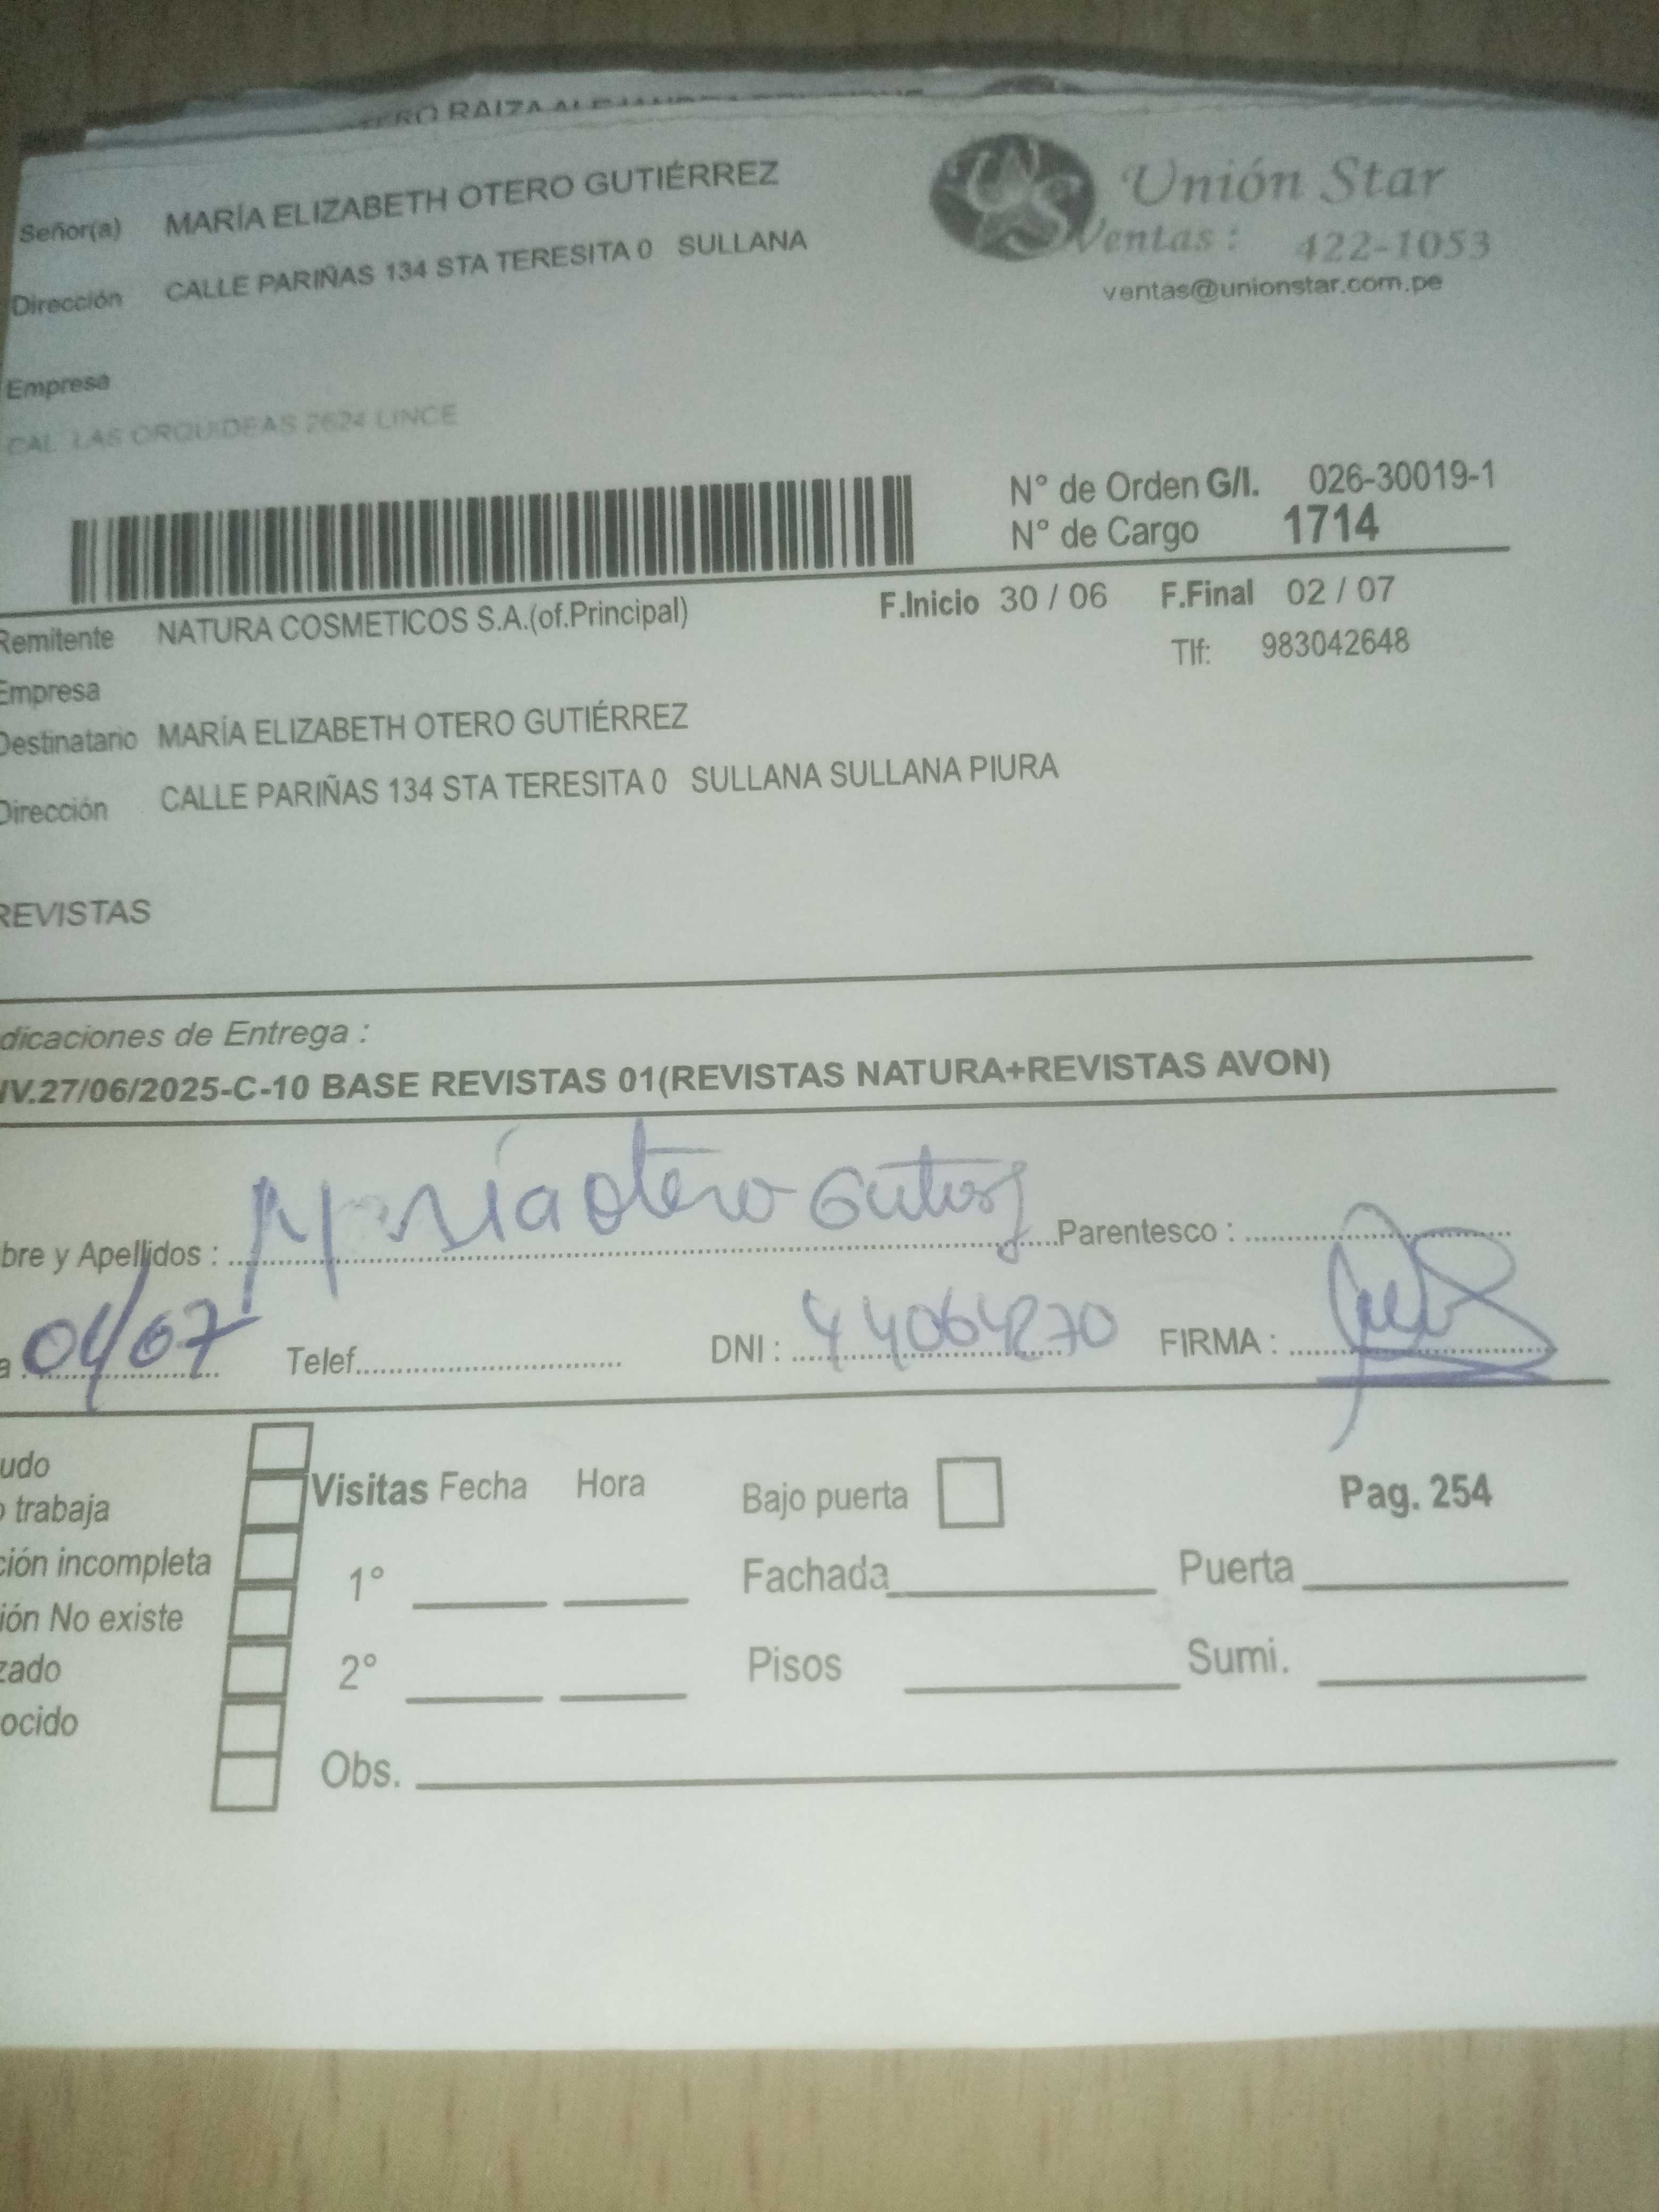 RAIZA
Señor(a) MARÍA ELIZABETH OTERO GUTIÉRREZ
Unión Star
Dirección CALLE PARIÑAS 134 STA TERESITA 0 SULLANA
Ventas : 422-1053
ventas@unionstar.com.pe
Empresa
CAL LAS ORQUIDEAS 2624 LINCE
N° de Orden G/I. 026-30019-1
N° de Cargo 1714
Remitente NATURA COSMETICOS S.A.(of.Principal) F.Inicio 30 / 06 F.Final 02 / 07
Tlf: 983042648
Empresa
Destinatario MARÍA ELIZABETH OTERO GUTIÉRREZ
Dirección CALLE PARIÑAS 134 STA TERESITA 0 SULLANA SULLANA PIURA
REVISTAS
dicaciones de Entrega :
IV.27/06/2025-C-10 BASE REVISTAS 01(REVISTAS NATURA+REVISTAS AVON)
bre y Apellidos : María Otero Parentesco :
a 04/07 Telef. DNI : FIRMA :
udo
Visitas Fecha Hora Bajo puerta Pag. 254
o trabaja
ción incompleta 1° Fachada Puerta
ión No existe
zado 2° Pisos Sumi.
ocido
Obs.